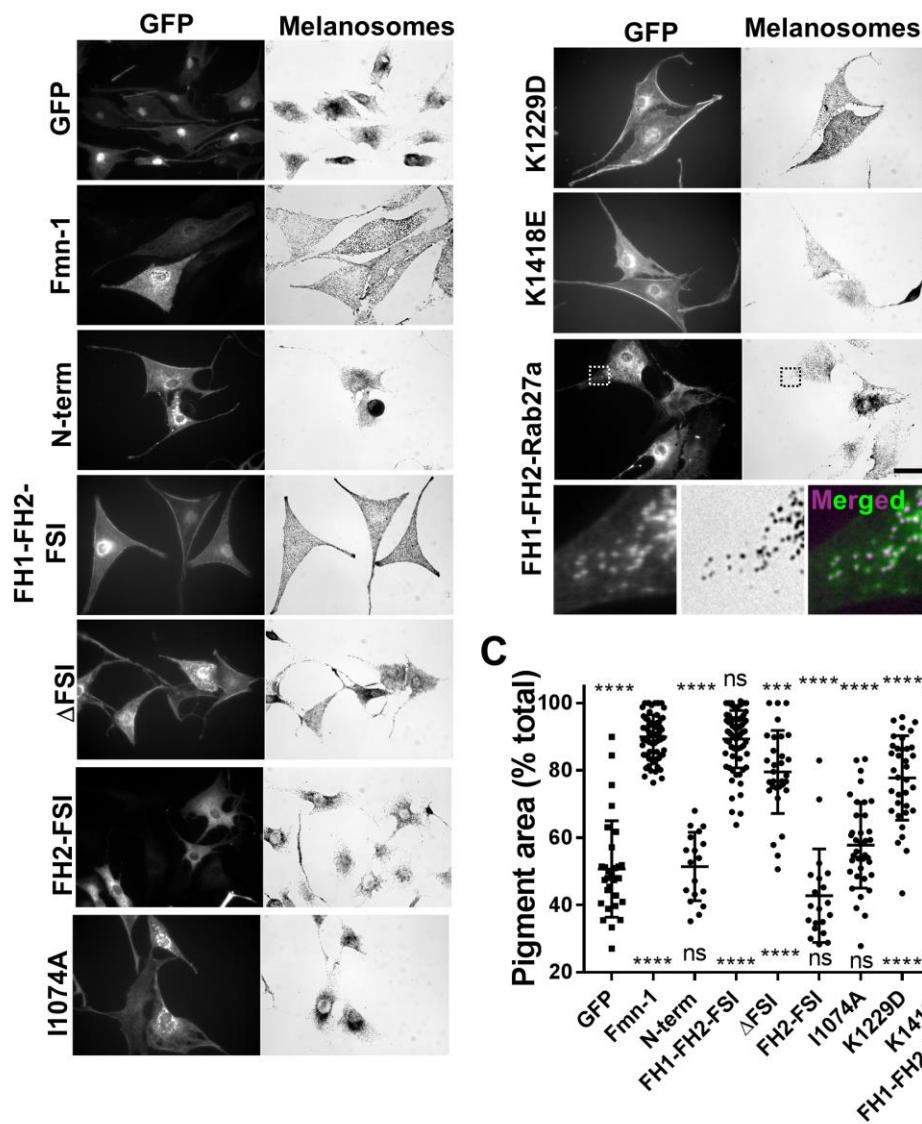 GFP
Melanosomes
GFP
Fmn-1
N-term
FH1-FH2-
FSI
ΔFSI
FH2-FSI
I1074A
GFP
Melanosomes
K1229D
K1418E
FH1-FH2-Rab27a
Merged
C
ns
**** **** *** **** **** ****
Pigment area (% total)
100
80
60
40
20
**** ns **** **** ns ns ****
GFP
Fmn-1
N-term
FH1-FH2-FSI
ΔFSI
FH2-FSI
I1074A
K1229D
K141
FH1-FH2